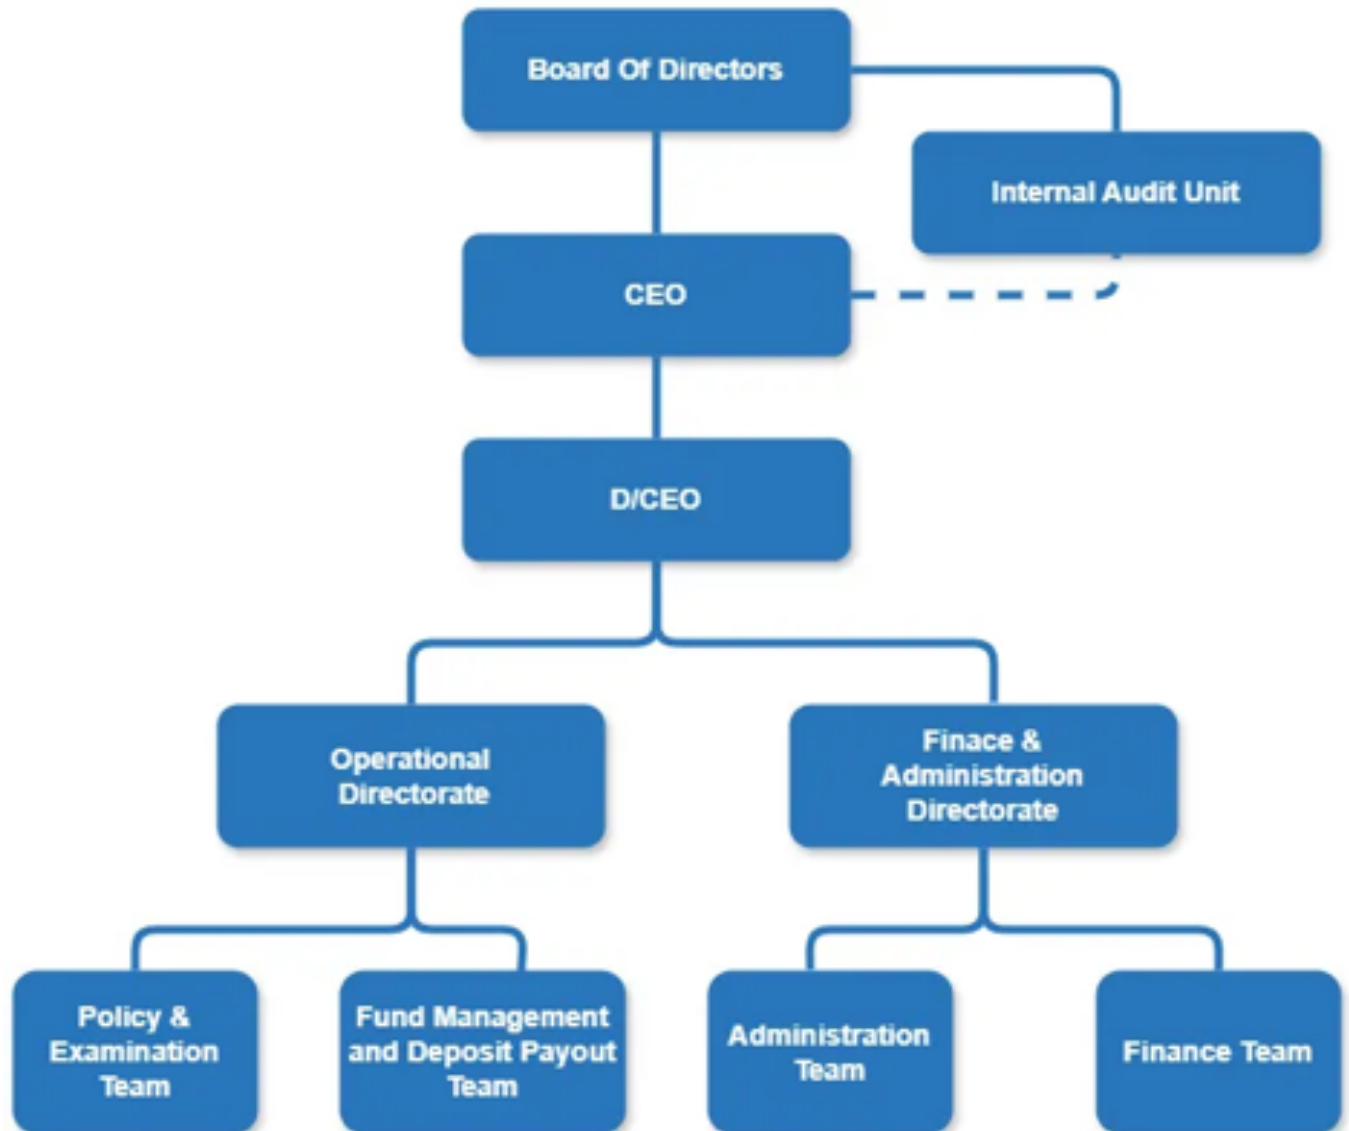 Board Of Directors
Internal Audit Unit
CEO
D/CEO
Operational
Directorate
Finace &
Administration
Directorate
Policy &
Examination
Team
Fund Management
and Deposit Payout
Team
Administration
Team
Finance Team